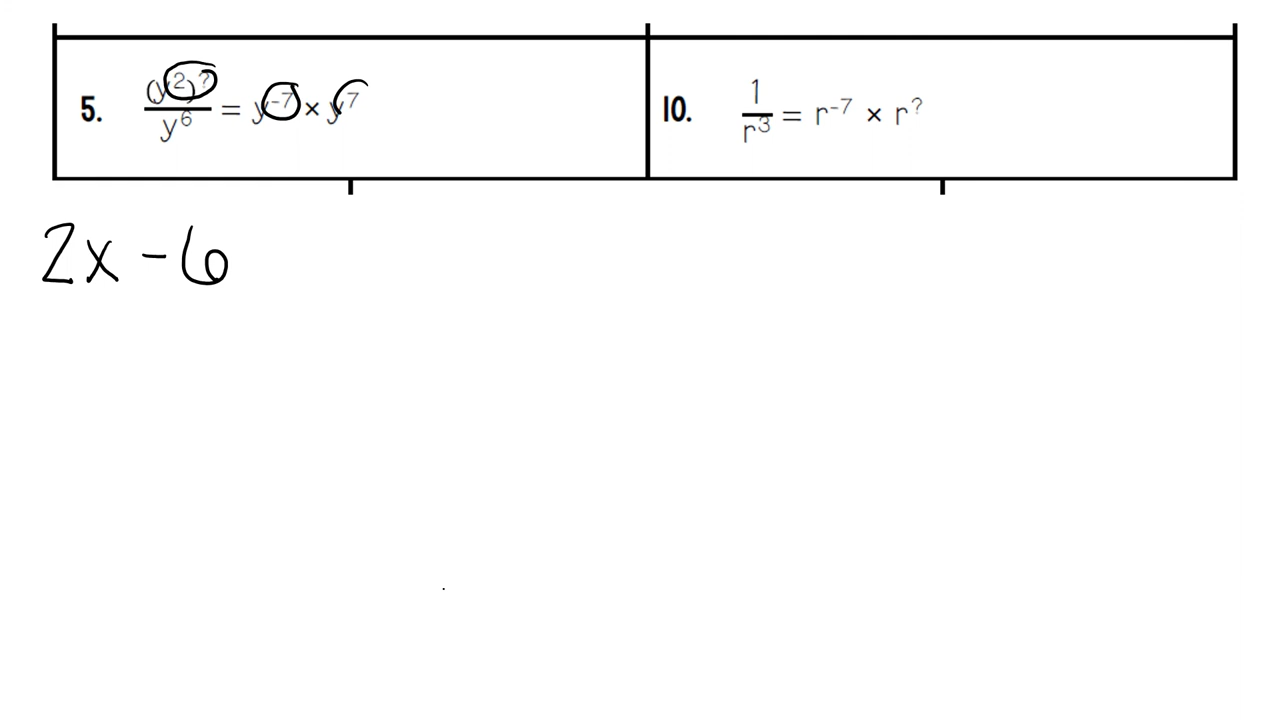 5. (y²)^? / y⁶ = y⁻⁷ × y⁷
10. 1 / r³ = r⁻⁷ × r^?
2x - 6